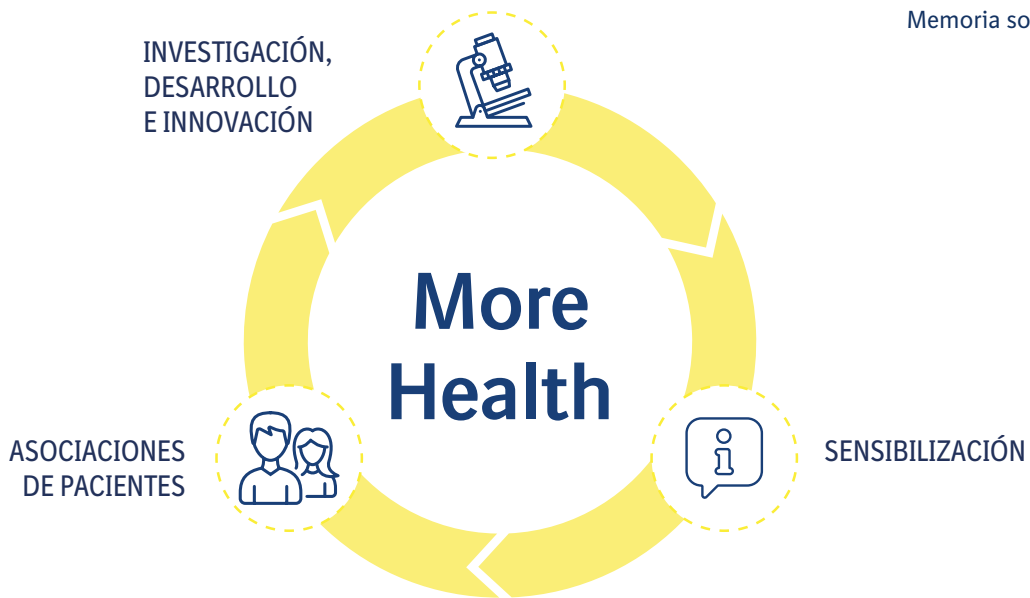 Memoria so
INVESTIGACIÓN,
DESARROLLO
E INNOVACIÓN
More
Health
ASOCIACIONES
DE PACIENTES
SENSIBILIZACIÓN